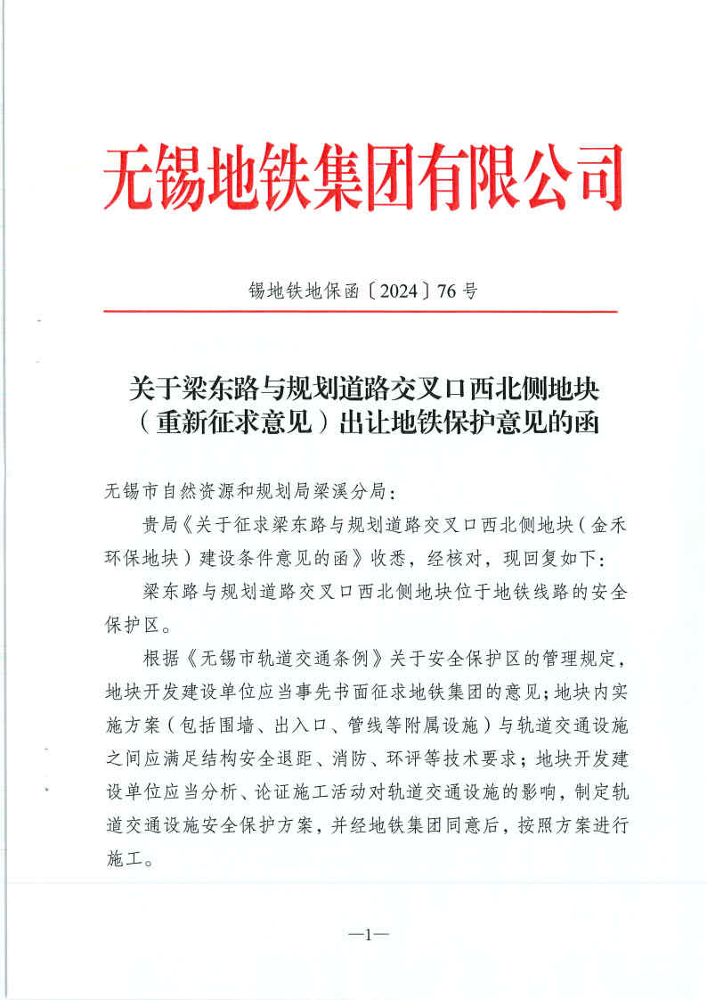 无锡地铁集团有限公司
锡地铁地保函〔2024〕76号
关于梁东路与规划道路交叉口西北侧地块
（重新征求意见）出让地铁保护意见的函
无锡市自然资源和规划局梁溪分局：
贵局《关于征求梁东路与规划道路交叉口西北侧地块（金禾
环保地块）建设条件意见的函》收悉，经核对，现回复如下：
梁东路与规划道路交叉口西北侧地块位于地铁线路的安全
保护区。
根据《无锡市轨道交通条例》关于安全保护区的管理规定，
地块开发建设单位应当事先书面征求地铁集团的意见；地块内实
施方案（包括围墙、出入口、管线等附属设施）与轨道交通设施
之间应满足结构安全退距、消防、环评等技术要求；地块开发建
设单位应当分析、论证施工活动对轨道交通设施的影响，制定轨
道交通设施安全保护方案，并经地铁集团同意后，按照方案进行
施工。
—1—